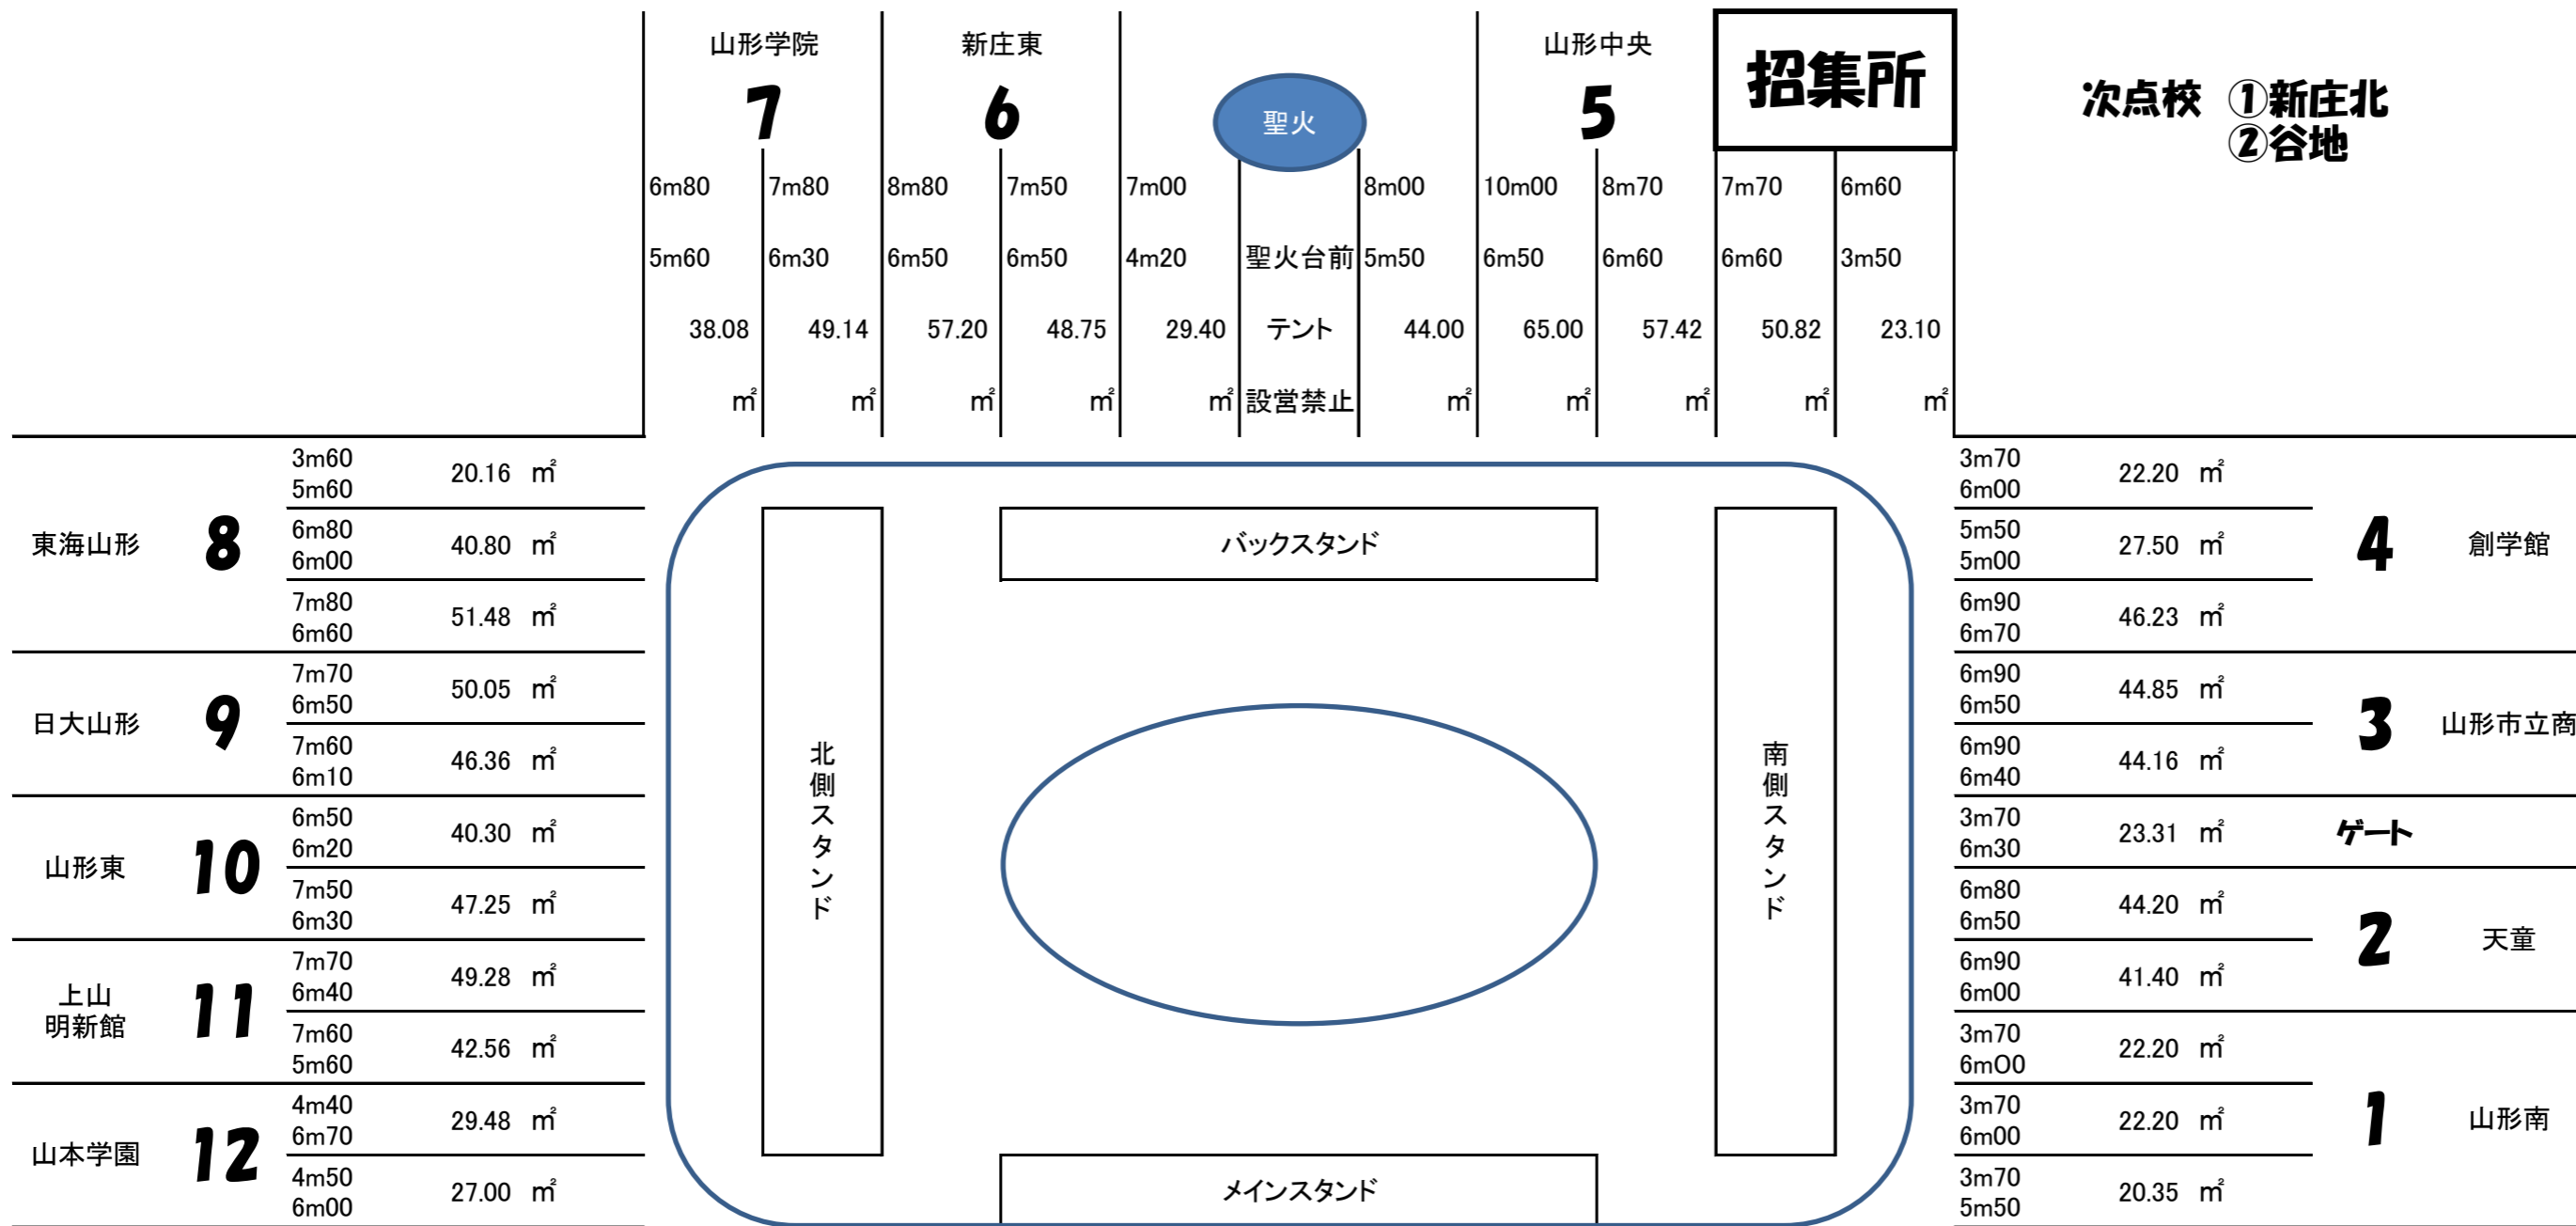 山形学院 新庄東 山形中央 招集所
7 6 聖火 5
次点校 ①新庄北
②谷地
6m80 7m80 8m80 7m50 7m00 8m00 10m00 8m70 7m70 6m60
5m60 6m30 6m50 6m50 4m20 聖火台前 5m50 6m50 6m60 6m60 3m50
38.08 49.14 57.20 48.75 29.40 テント 44.00 65.00 57.42 50.82 23.10
㎡ ㎡ ㎡ ㎡ ㎡ 設営禁止 ㎡ ㎡ ㎡ ㎡ ㎡
東海山形 8
3m60
5m60
20.16 ㎡
6m80
6m00
40.80 ㎡
7m80
6m60
51.48 ㎡
日大山形 9
7m70
6m50
50.05 ㎡
7m60
6m10
46.36 ㎡
山形東 10
6m50
6m20
40.30 ㎡
7m50
6m30
47.25 ㎡
上山
明新館
11
7m70
6m40
49.28 ㎡
7m60
5m60
42.56 ㎡
山本学園 12
4m40
6m70
29.48 ㎡
4m50
6m00
27.00 ㎡
バックスタンド
北側スタンド
南側スタンド
メインスタンド
3m70
6m00
22.20 ㎡
5m50
5m00
27.50 ㎡
6m90
6m70
46.23 ㎡
4 創学館
6m90
6m50
44.85 ㎡
6m90
6m40
44.16 ㎡
3 山形市立商
3m70
6m30
23.31 ㎡
ゲート
6m80
6m50
44.20 ㎡
6m90
6m00
41.40 ㎡
2 天童
3m70
6mO0
22.20 ㎡
3m70
6m00
22.20 ㎡
3m70
5m50
20.35 ㎡
1 山形南